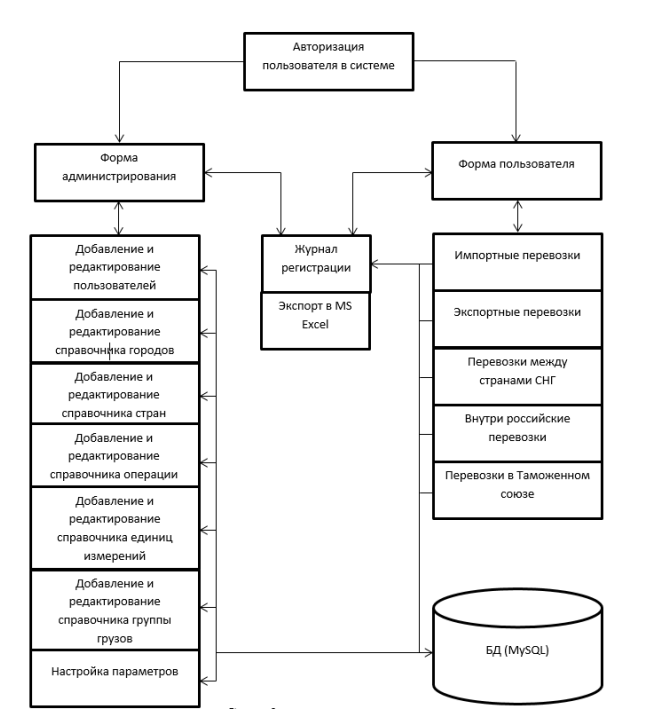 Авторизация
пользователя в системе
Форма
администрирования
Форма пользователя
Добавление и
редактирование
пользователей
Добавление и
редактирование
справочника городов
Добавление и
редактирование
справочника стран
Добавление и
редактирование
справочника операции
Добавление и
редактирование
справочника единиц
измерений
Добавление и
редактирование
справочника группы
грузов
Настройка параметров
Журнал
регистрации
Экспорт в MS
Excel
Импортные перевозки
Экспортные перевозки
Перевозки между
странами СНГ
Внутри российские
перевозки
Перевозки в Таможенном
союзе
БД (MySQL)